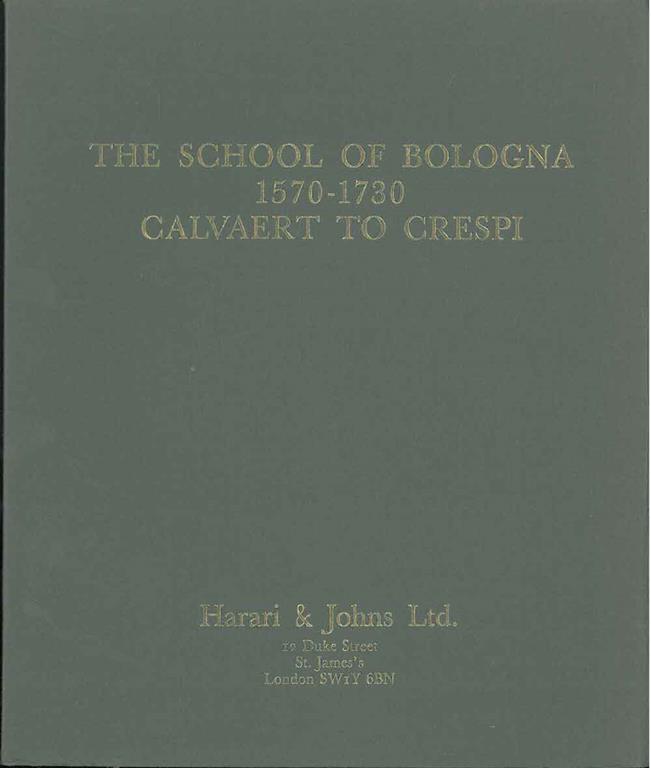 THE SCHOOL OF BOLOGNA
1570-1730
CALVAERT TO CRESPI
Harari & Johns Ltd.
12 Duke Street
St. James's
London SW1Y 6BN